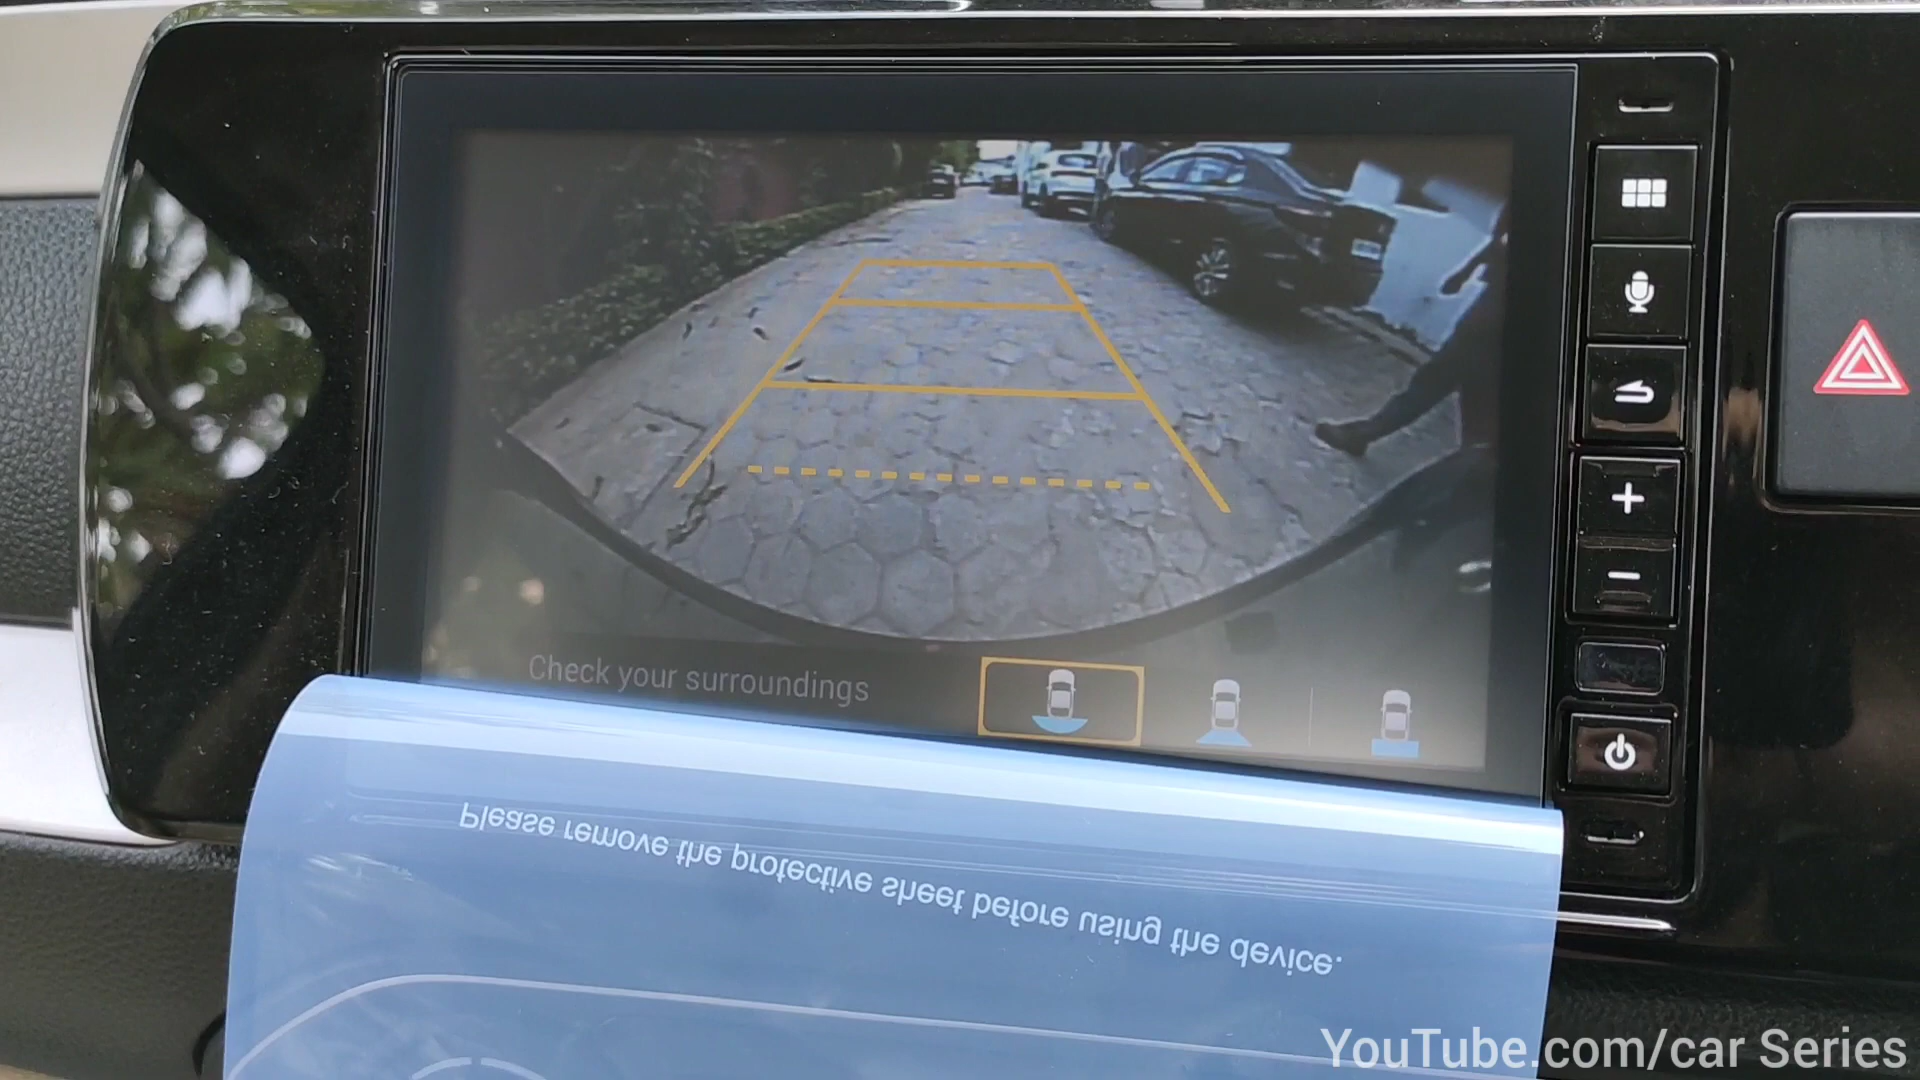 Check your surroundings
Please remove the protective sheet before using the device.
YouTube.com/car Series